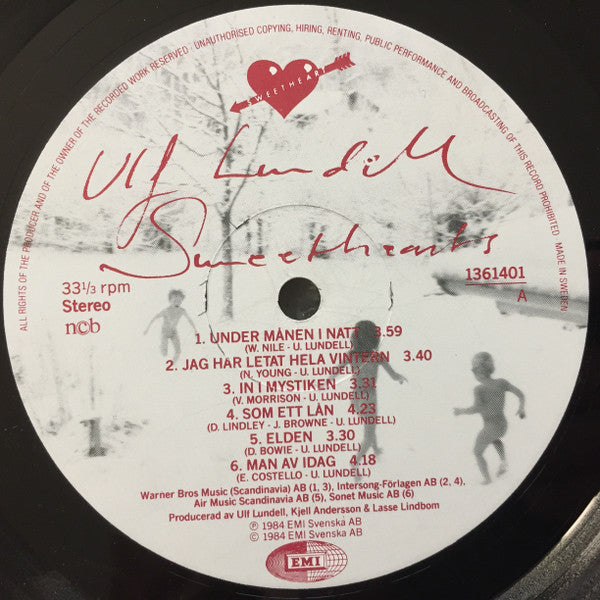 ALL RIGHTS OF THE PRODUCER AND OF THE OWNER OF THE RECORDED WORK RESERVED · UNAUTHORISED COPYING, HIRING, RENTING, PUBLIC PERFORMANCE AND BROADCASTING OF THIS RECORD PROHIBITED · MADE IN SWEDEN
SWEETHEART
Ulf Lundell
Sweethearts
33 1/3 rpm
Stereo
ncb
1361401
A
1. UNDER MÅNEN I NATT 3.59
(W. NILE - U. LUNDELL)
2. JAG HAR LETAT HELA VINTERN 3.40
(N. YOUNG - U. LUNDELL)
3. IN I MYSTIKEN 3.31
(V. MORRISON - U. LUNDELL)
4. SOM ETT LÅN 4.23
(D. LINDLEY - J. BROWNE - U. LUNDELL)
5. ELDEN 3.30
(D. BOWIE - U. LUNDELL)
6. MAN AV IDAG 4.18
(E. COSTELLO - U. LUNDELL)
Warner Bros Music (Scandinavia) AB (1, 3), Intersong-Förlagen AB (2, 4),
Air Music Scandinavia AB (5), Sonet Music AB (6)
Producerad av Ulf Lundell, Kjell Andersson & Lasse Lindbom
℗ 1984 EMI Svenska AB
© 1984 EMI Svenska AB
EMI